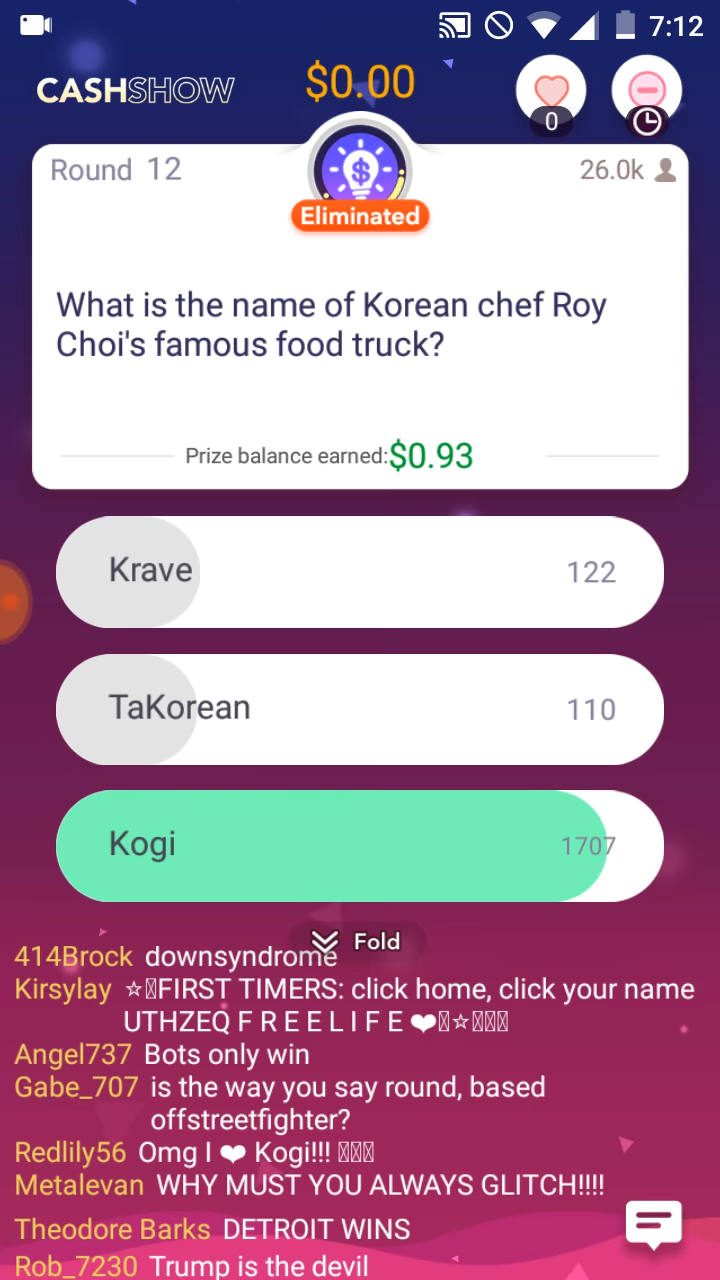 7:12
CASHSHOW
$0.00
0
Round 12
26.0k
$
Eliminated
What is the name of Korean chef Roy
Choi's famous food truck?
Prize balance earned:$0.93
Krave 122
TaKorean 110
Kogi 1707
Fold
414Brock downsyndrome
Kirsylay ☆FIRST TIMERS: click home, click your name
UTHZEQ F R E E L I F E ❤☆
Angel737 Bots only win
Gabe_707 is the way you say round, based
offstreetfighter?
Redlily56 Omg I ❤ Kogi!!!
Metalevan WHY MUST YOU ALWAYS GLITCH!!!!
Theodore Barks DETROIT WINS
Rob_7230 Trump is the devil